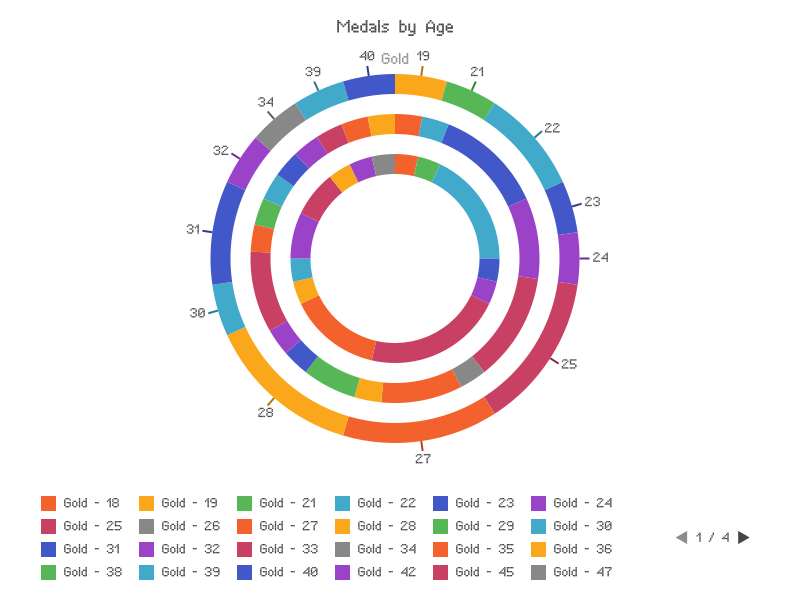 Medals by Age
Gold
40 19
39 21
34 22
32 23
31 24
30 25
28 27
Gold - 18 Gold - 19 Gold - 21 Gold - 22 Gold - 23 Gold - 24
Gold - 25 Gold - 26 Gold - 27 Gold - 28 Gold - 29 Gold - 30
Gold - 31 Gold - 32 Gold - 33 Gold - 34 Gold - 35 Gold - 36
Gold - 38 Gold - 39 Gold - 40 Gold - 42 Gold - 45 Gold - 47
1 / 4